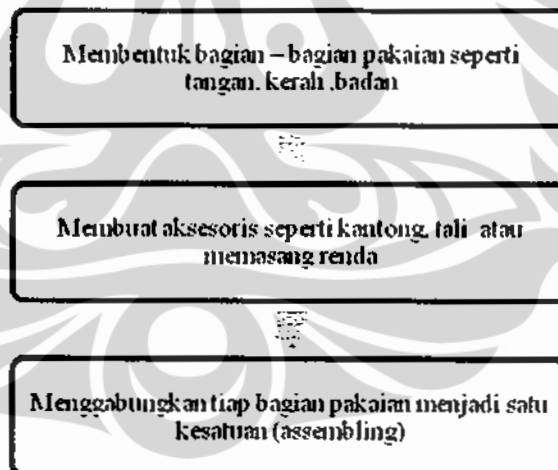 Membentuk bagian – bagian pakaian seperti
tangan, kerah ,badan
Membuat aksesoris seperti kantong, tali atau
memasang renda
Menggabungkan tiap bagian pakaian menjadi satu
kesatuan (assembling)